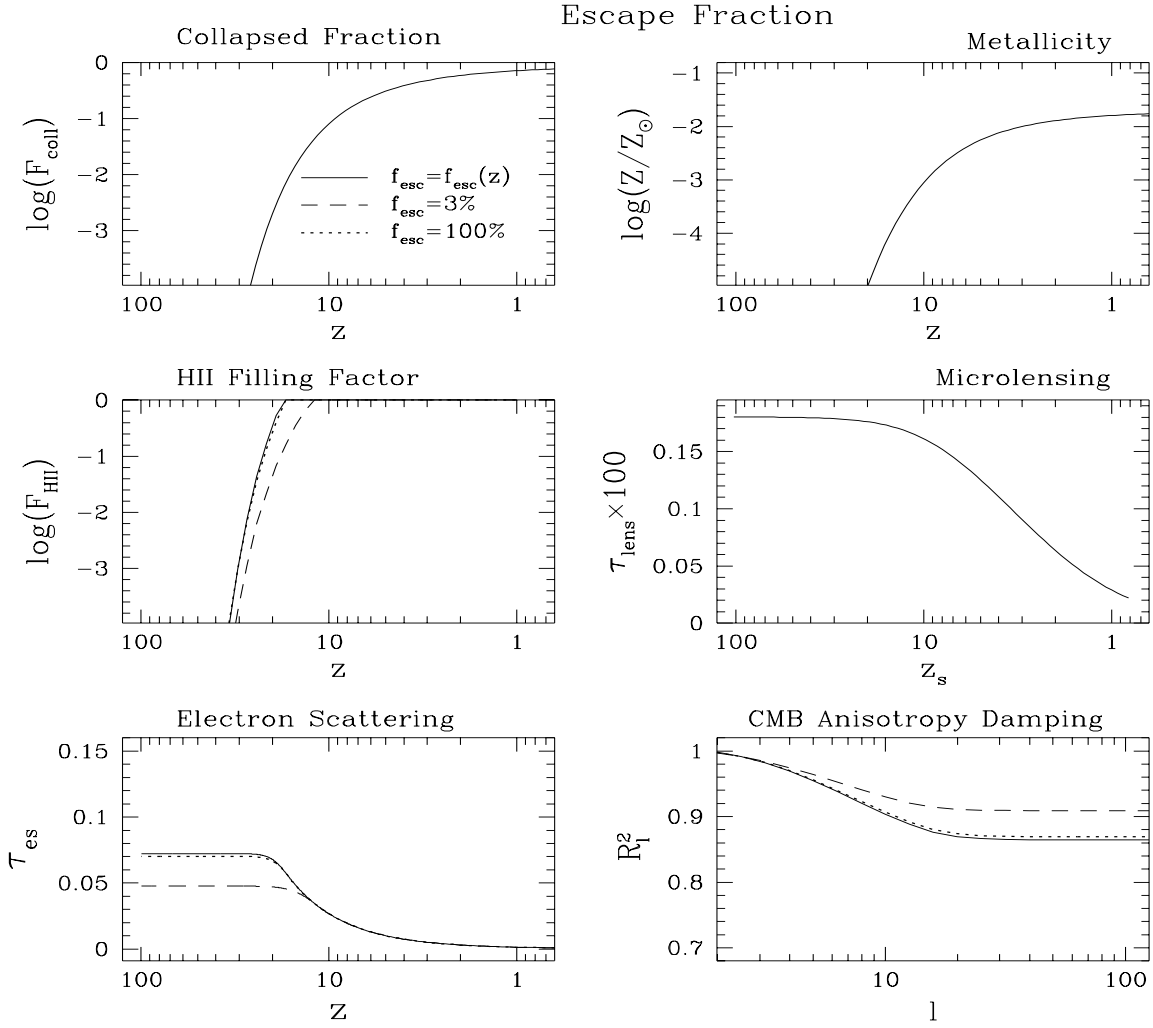 Escape Fraction
Collapsed Fraction
log(F_coll)
0
−1
−2
−3
f_esc=f_esc(z)
f_esc=3%
f_esc=100%
100 10 1
z
Metallicity
log(Z/Z_⊙)
−1
−2
−3
−4
100 10 1
z
HII Filling Factor
log(F_HII)
0
−1
−2
−3
100 10 1
z
Microlensing
τ_lens×100
0.15
0.1
0.05
0
100 10 1
z_s
Electron Scattering
τ_es
0.15
0.1
0.05
0
100 10 1
z
CMB Anisotropy Damping
R_l^2
1
0.9
0.8
0.7
10 100
l